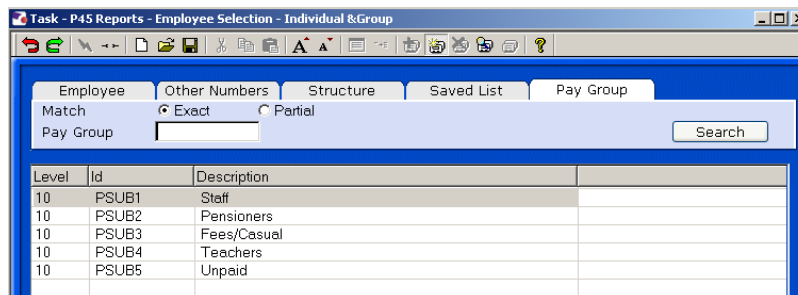 Task - P45 Reports - Employee Selection - Individual &Group
Employee Other Numbers Structure Saved List Pay Group
Match Exact Partial
Pay Group Search
Level Id Description
10 PSUB1 Staff
10 PSUB2 Pensioners
10 PSUB3 Fees/Casual
10 PSUB4 Teachers
10 PSUB5 Unpaid